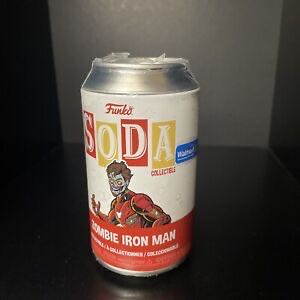 Funko
SODA
COLLECTIBLE
Walmart
ZOMBIE IRON MAN
COLLECTIBLE / À COLLECTIONNER / COLECCIONABLE